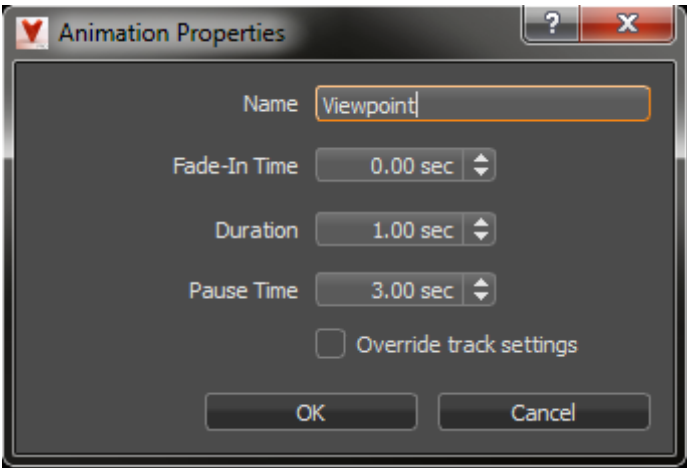 Animation Properties
?
Name Viewpoint
Fade-In Time 0.00 sec
Duration 1.00 sec
Pause Time 3.00 sec
Override track settings
OK Cancel